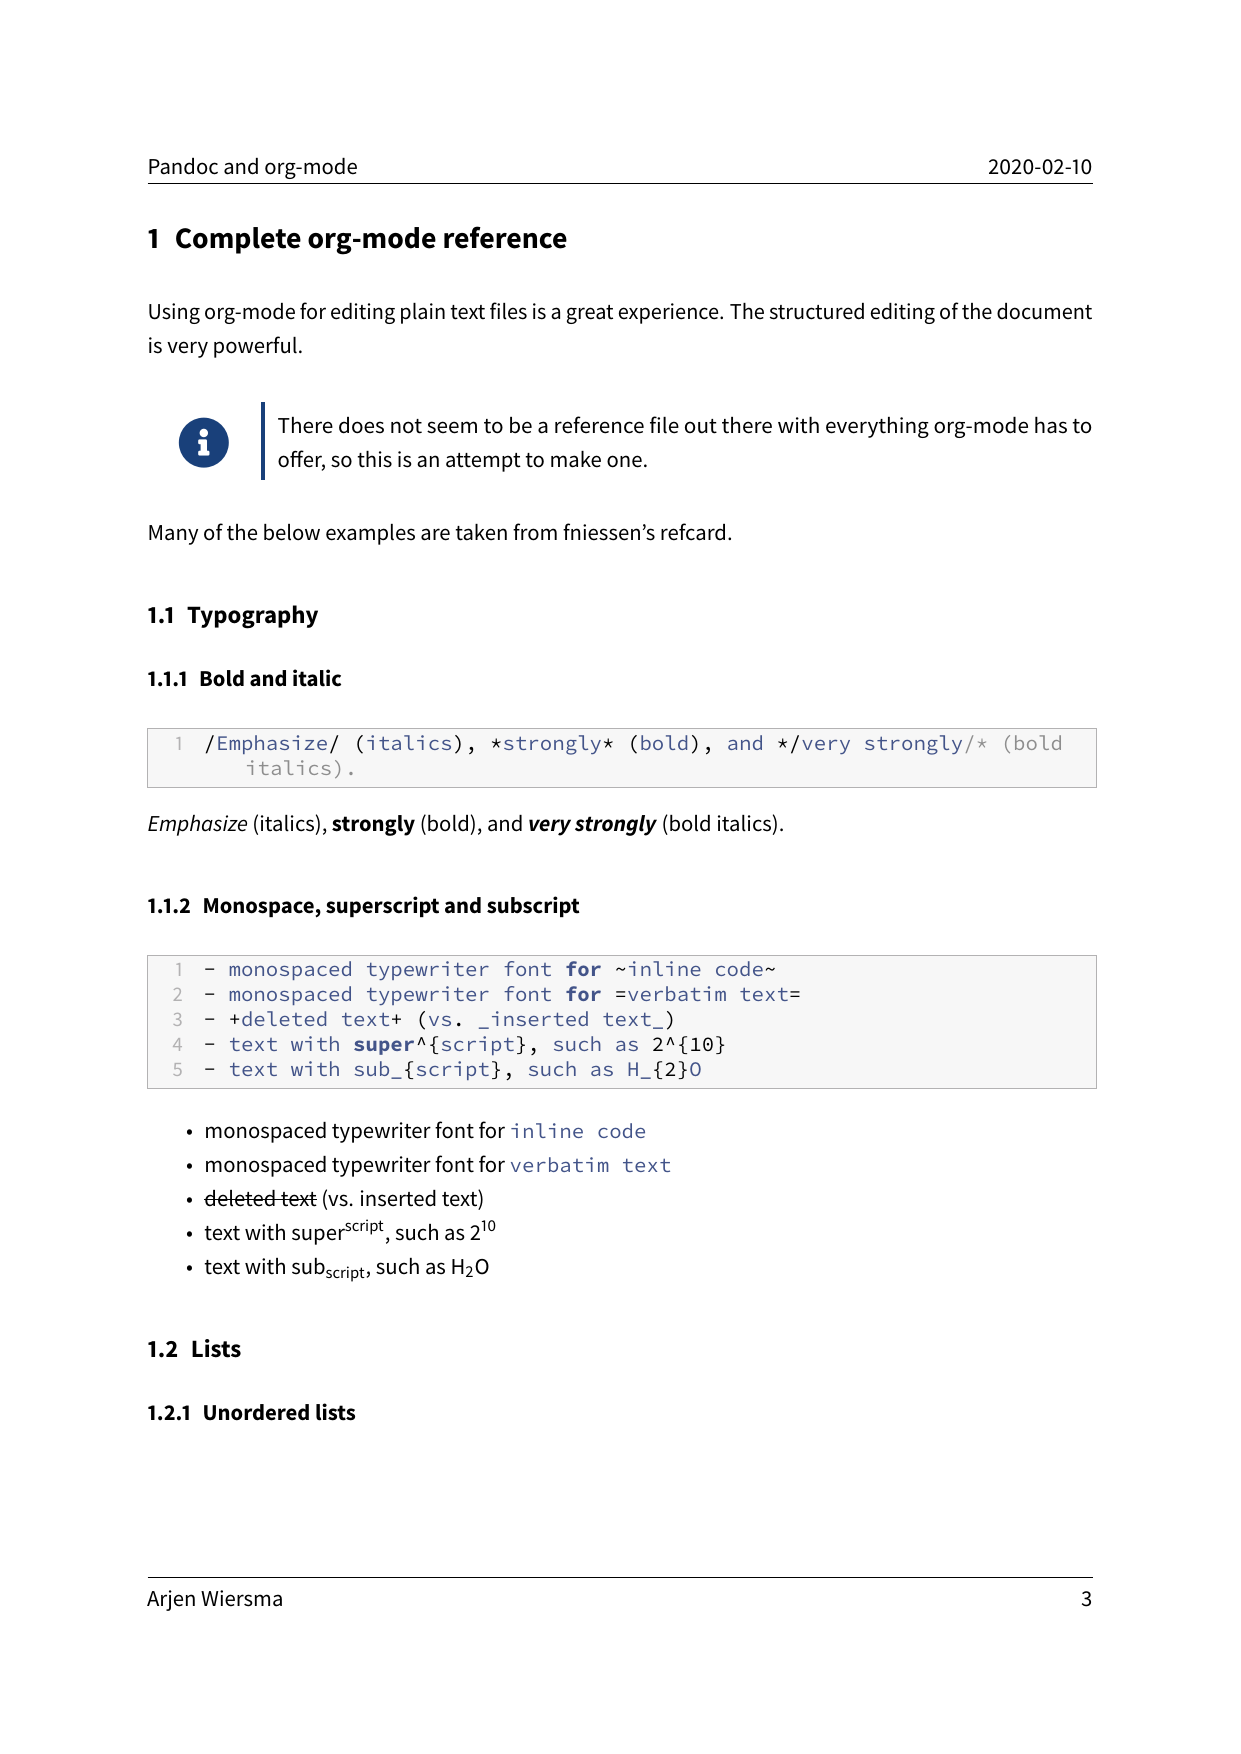 Pandoc and org-mode 2020-02-10
1 Complete org-mode reference
Using org-mode for editing plain text files is a great experience. The structured editing of the document
is very powerful.
There does not seem to be a reference file out there with everything org-mode has to
offer, so this is an attempt to make one.
Many of the below examples are taken from fniessen’s refcard.
1.1 Typography
1.1.1 Bold and italic
1 /Emphasize/ (italics), *strongly* (bold), and */very strongly/* (bold
italics).
Emphasize (italics), strongly (bold), and very strongly (bold italics).
1.1.2 Monospace, superscript and subscript
1 - monospaced typewriter font for ~inline code~
2 - monospaced typewriter font for =verbatim text=
3 - +deleted text+ (vs. _inserted text_)
4 - text with super^{script}, such as 2^{10}
5 - text with sub_{script}, such as H_{2}O
• monospaced typewriter font for inline code
• monospaced typewriter font for verbatim text
• deleted text (vs. inserted text)
• text with superscript, such as 2¹⁰
• text with subscript, such as H₂O
1.2 Lists
1.2.1 Unordered lists
Arjen Wiersma 3